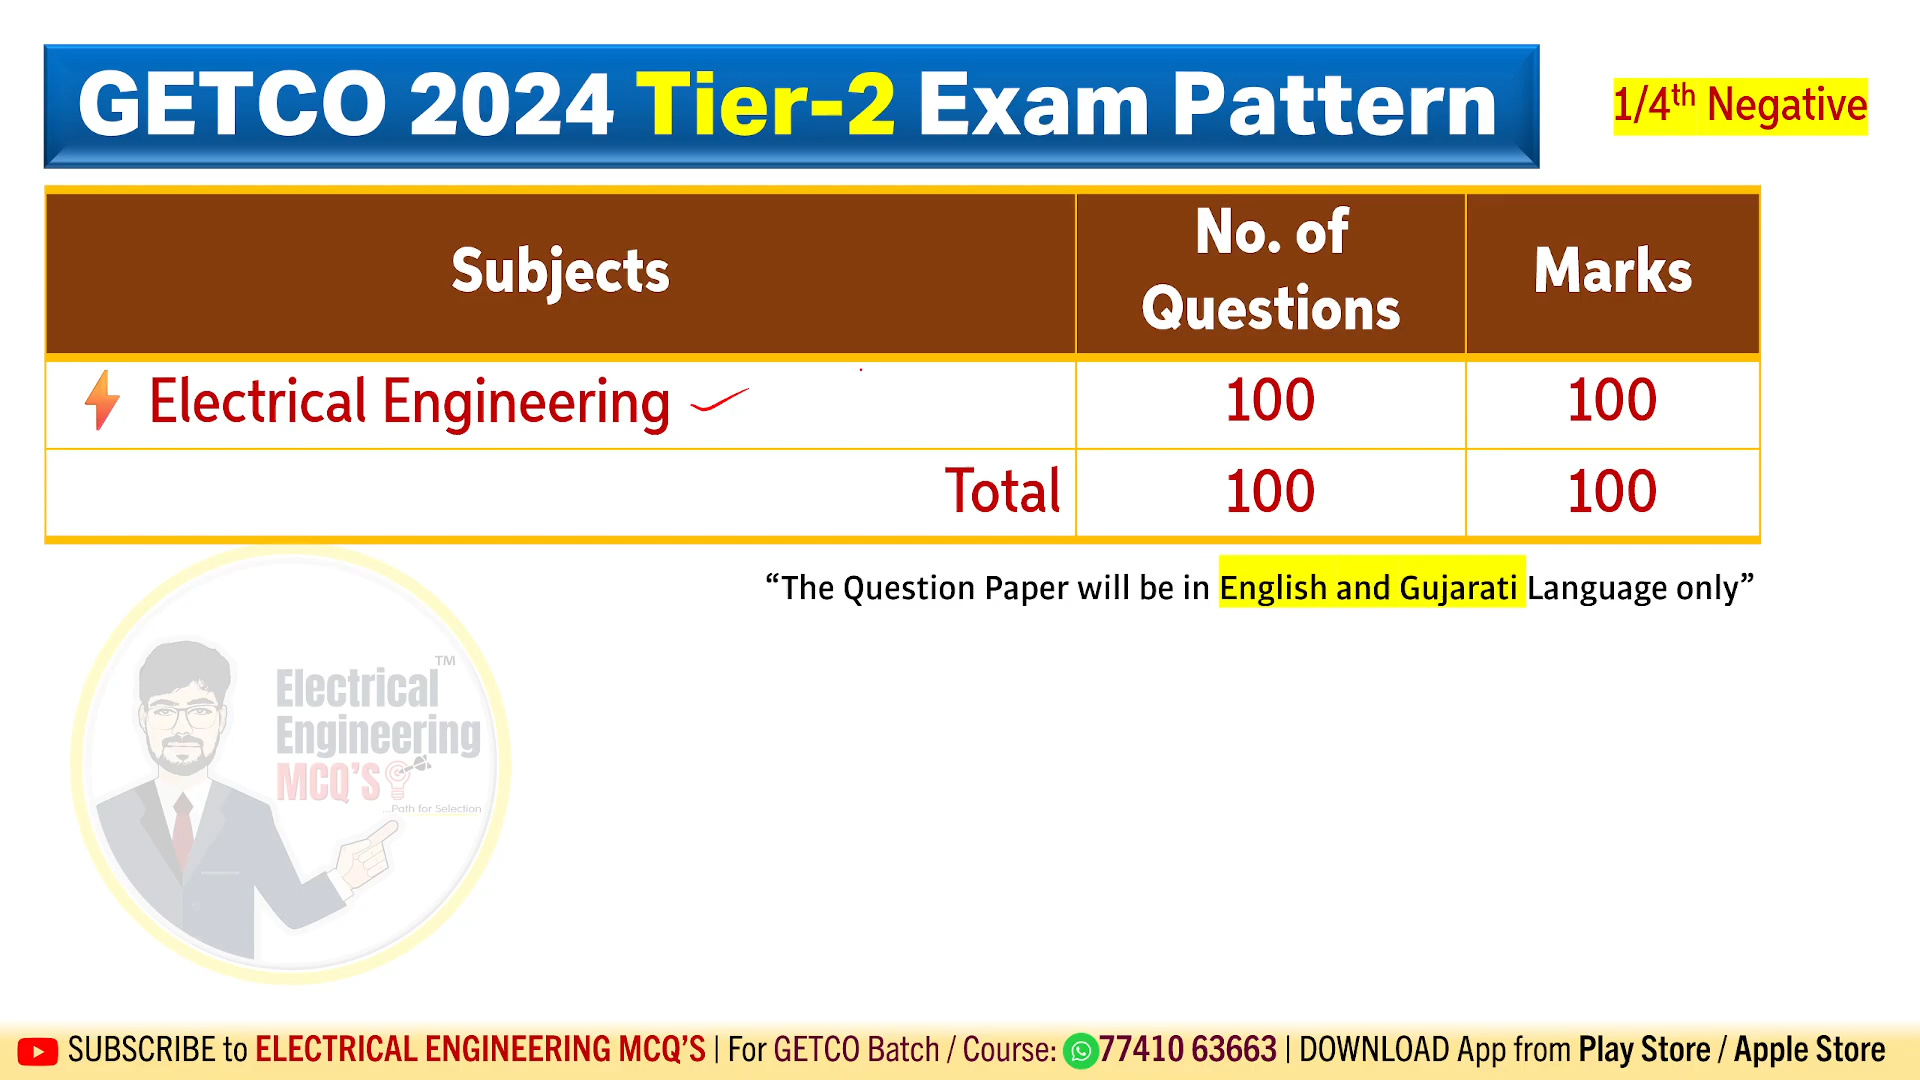 GETCO 2024 Tier-2 Exam Pattern
1/4th Negative
Subjects
No. of
Questions
Marks
Electrical Engineering
100
100
Total
100
100
“The Question Paper will be in English and Gujarati Language only”
Electrical
TM
Engineering
MCQ'S
...Path for Selection
SUBSCRIBE to ELECTRICAL ENGINEERING MCQ'S | For GETCO Batch / Course: 77410 63663 | DOWNLOAD App from Play Store / Apple Store